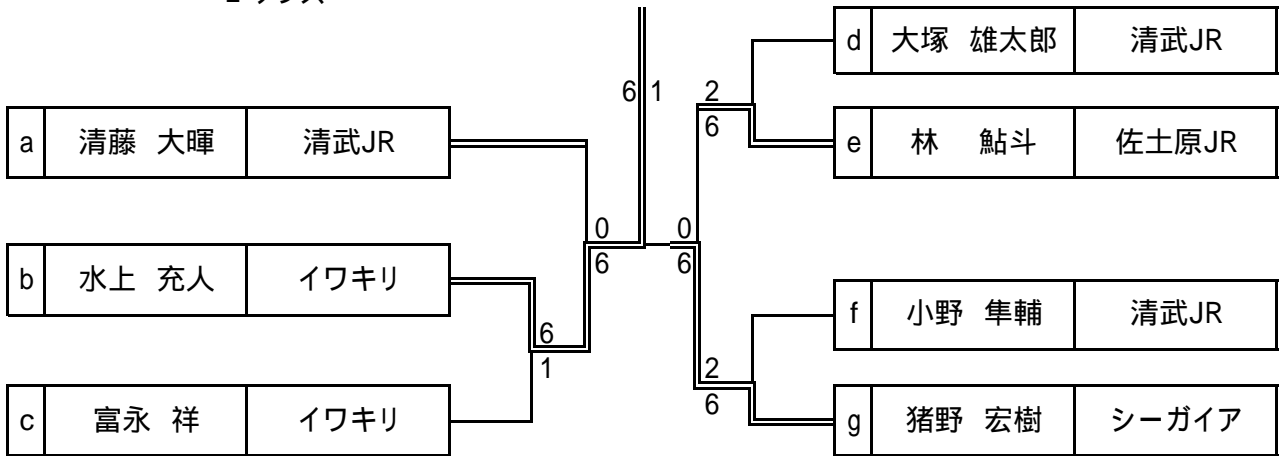 6 1
a 清藤 大暉 清武JR
b 水上 充人 イワキリ
c 富永 祥 イワキリ
0
6
6
1
d 大塚 雄太郎 清武JR
e 林 鮎斗 佐土原JR
f 小野 隼輔 清武JR
g 猪野 宏樹 シーガイア
2
6
0
6
2
6